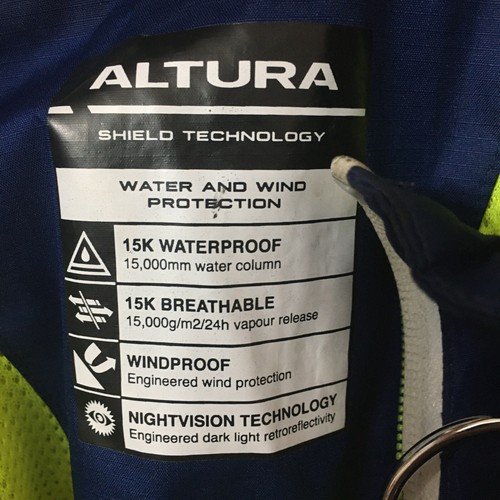 ALTURA
SHIELD TECHNOLOGY
WATER AND WIND
PROTECTION
15K WATERPROOF
15,000mm water column
15K BREATHABLE
15,000g/m2/24h vapour release
WINDPROOF
Engineered wind protection
NIGHTVISION TECHNOLOGY
Engineered dark light retroreflectivity